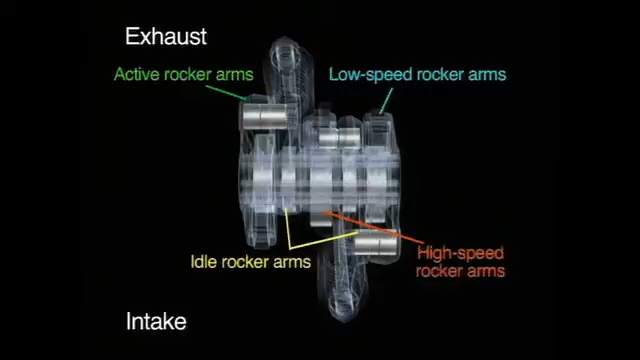 Exhaust
Active rocker arms
Low-speed rocker arms
Idle rocker arms
High-speed
rocker arms
Intake